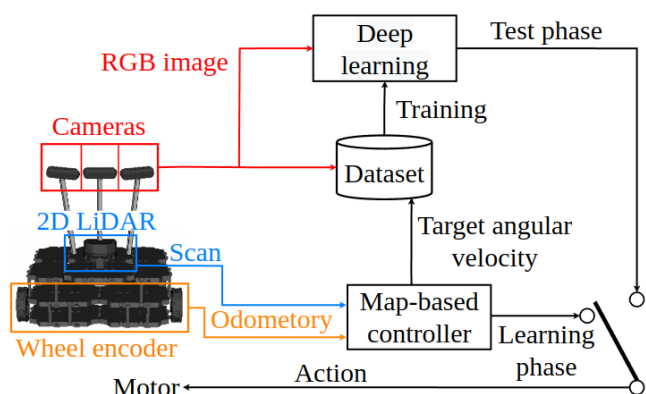 Deep
learning
Test phase
RGB image
Training
Cameras
Dataset
2D LiDAR
Scan
Target angular
velocity
Map-based
controller
Odometory
Wheel encoder
Learning
phase
Action
Motor